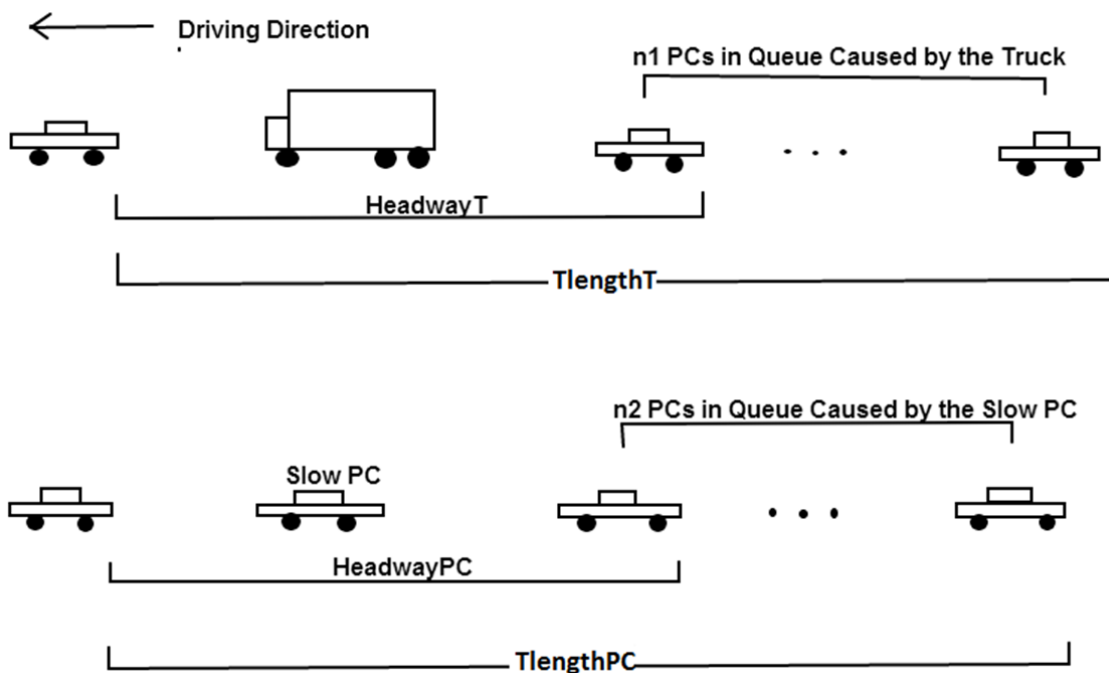 Driving Direction
n1 PCs in Queue Caused by the Truck
HeadwayT
TlengthT
n2 PCs in Queue Caused by the Slow PC
Slow PC
HeadwayPC
TlengthPC